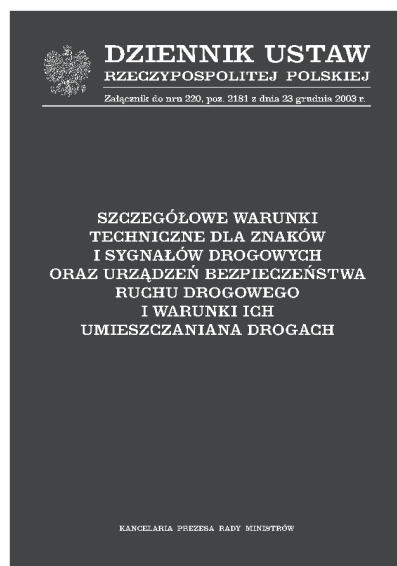 DZIENNIK USTAW
RZECZYPOSPOLITEJ POLSKIEJ
Załącznik do nru 220, poz. 2181 z dnia 23 grudnia 2003 r.
SZCZEGÓŁOWE WARUNKI
TECHNICZNE DLA ZNAKÓW
I SYGNAŁÓW DROGOWYCH
ORAZ URZĄDZEŃ BEZPIECZEŃSTWA
RUCHU DROGOWEGO
I WARUNKI ICH
UMIESZCZANIANA DROGACH
KANCELARIA PREZESA RADY MINISTRÓW